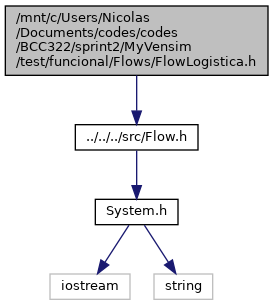 /mnt/c/Users/Nicolas
/Documents/codes/codes
/BCC322/sprint2/MyVensim
/test/funcional/Flows/FlowLogistica.h
../../../src/Flow.h
System.h
iostream
string